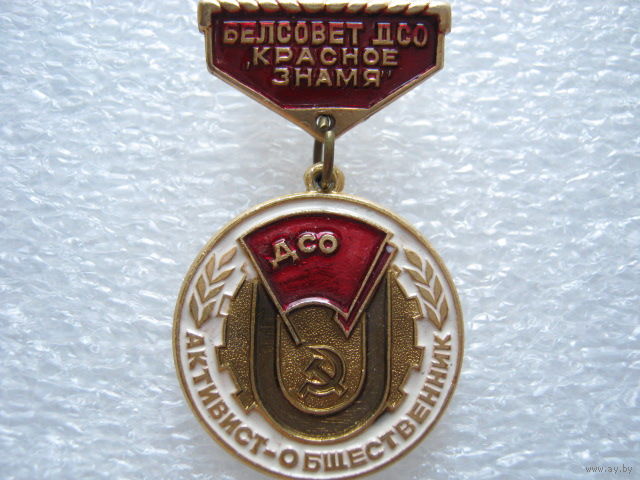 БЕЛСОВЕТ ДСО
„КРАСНОЕ
ЗНАМЯ"
ДСО
АКТИВИСТ-ОБЩЕСТВЕННИК
www.ay.by